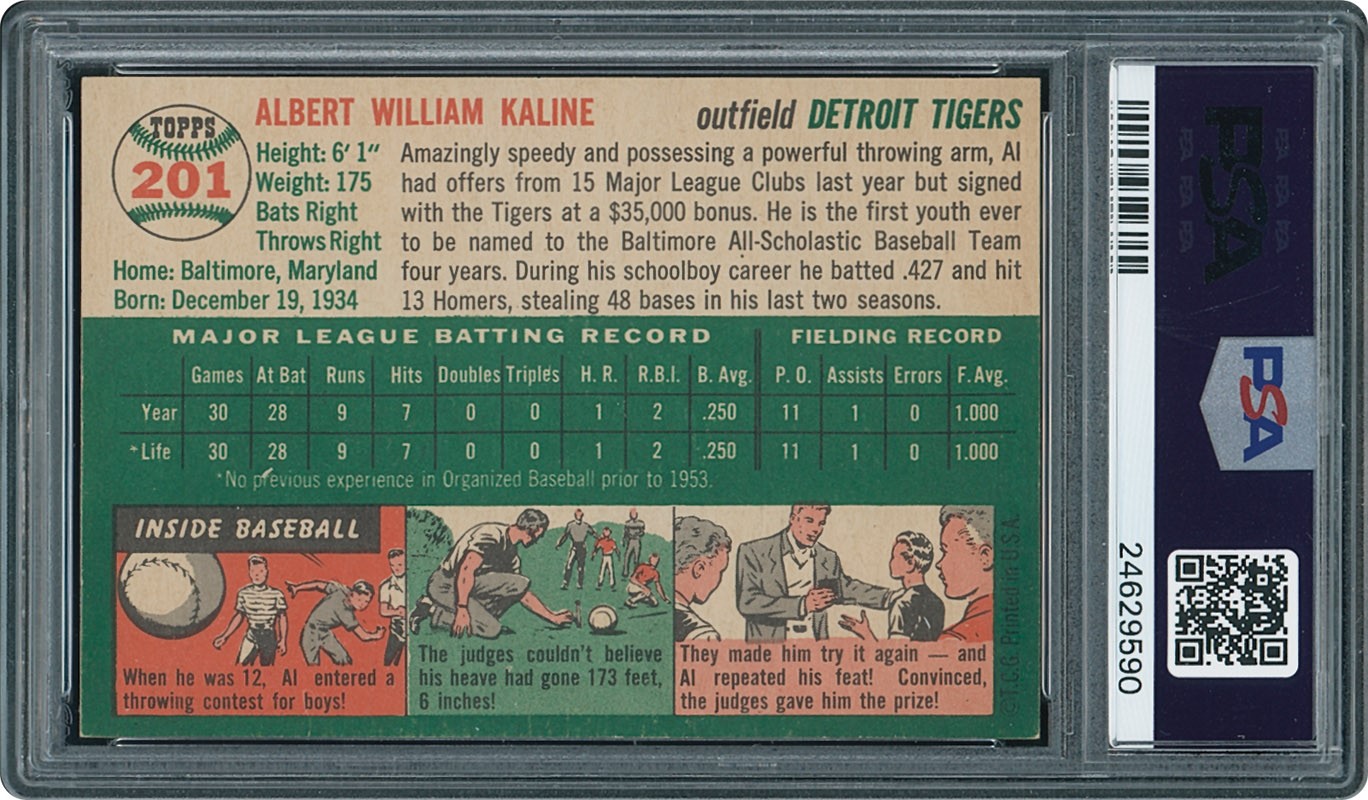 TOPPS
201
ALBERT WILLIAM KALINE
outfield DETROIT TIGERS
Height: 6' 1"
Weight: 175
Bats Right
Throws Right
Home: Baltimore, Maryland
Born: December 19, 1934
Amazingly speedy and possessing a powerful throwing arm, Al
had offers from 15 Major League Clubs last year but signed
with the Tigers at a $35,000 bonus. He is the first youth ever
to be named to the Baltimore All-Scholastic Baseball Team
four years. During his schoolboy career he batted .427 and hit
13 Homers, stealing 48 bases in his last two seasons.
MAJOR LEAGUE BATTING RECORD FIELDING RECORD
Games At Bat Runs Hits Doubles Triples H. R. R.B.I. B. Avg. P. O. Assists Errors F. Avg.
Year 30 28 9 7 0 0 1 2 .250 11 1 0 1.000
*Life 30 28 9 7 0 0 1 2 .250 11 1 0 1.000
*No previous experience in Organized Baseball prior to 1953.
INSIDE BASEBALL
When he was 12, Al entered a
throwing contest for boys!
The judges couldn't believe
his heave had gone 173 feet,
6 inches!
They made him try it again — and
Al repeated his feat! Convinced,
the judges gave him the prize!
©T.C.G. Printed in U.S.A.
PSA
PSA PSA PSA
PSA PSA PSA
PSA
24629590